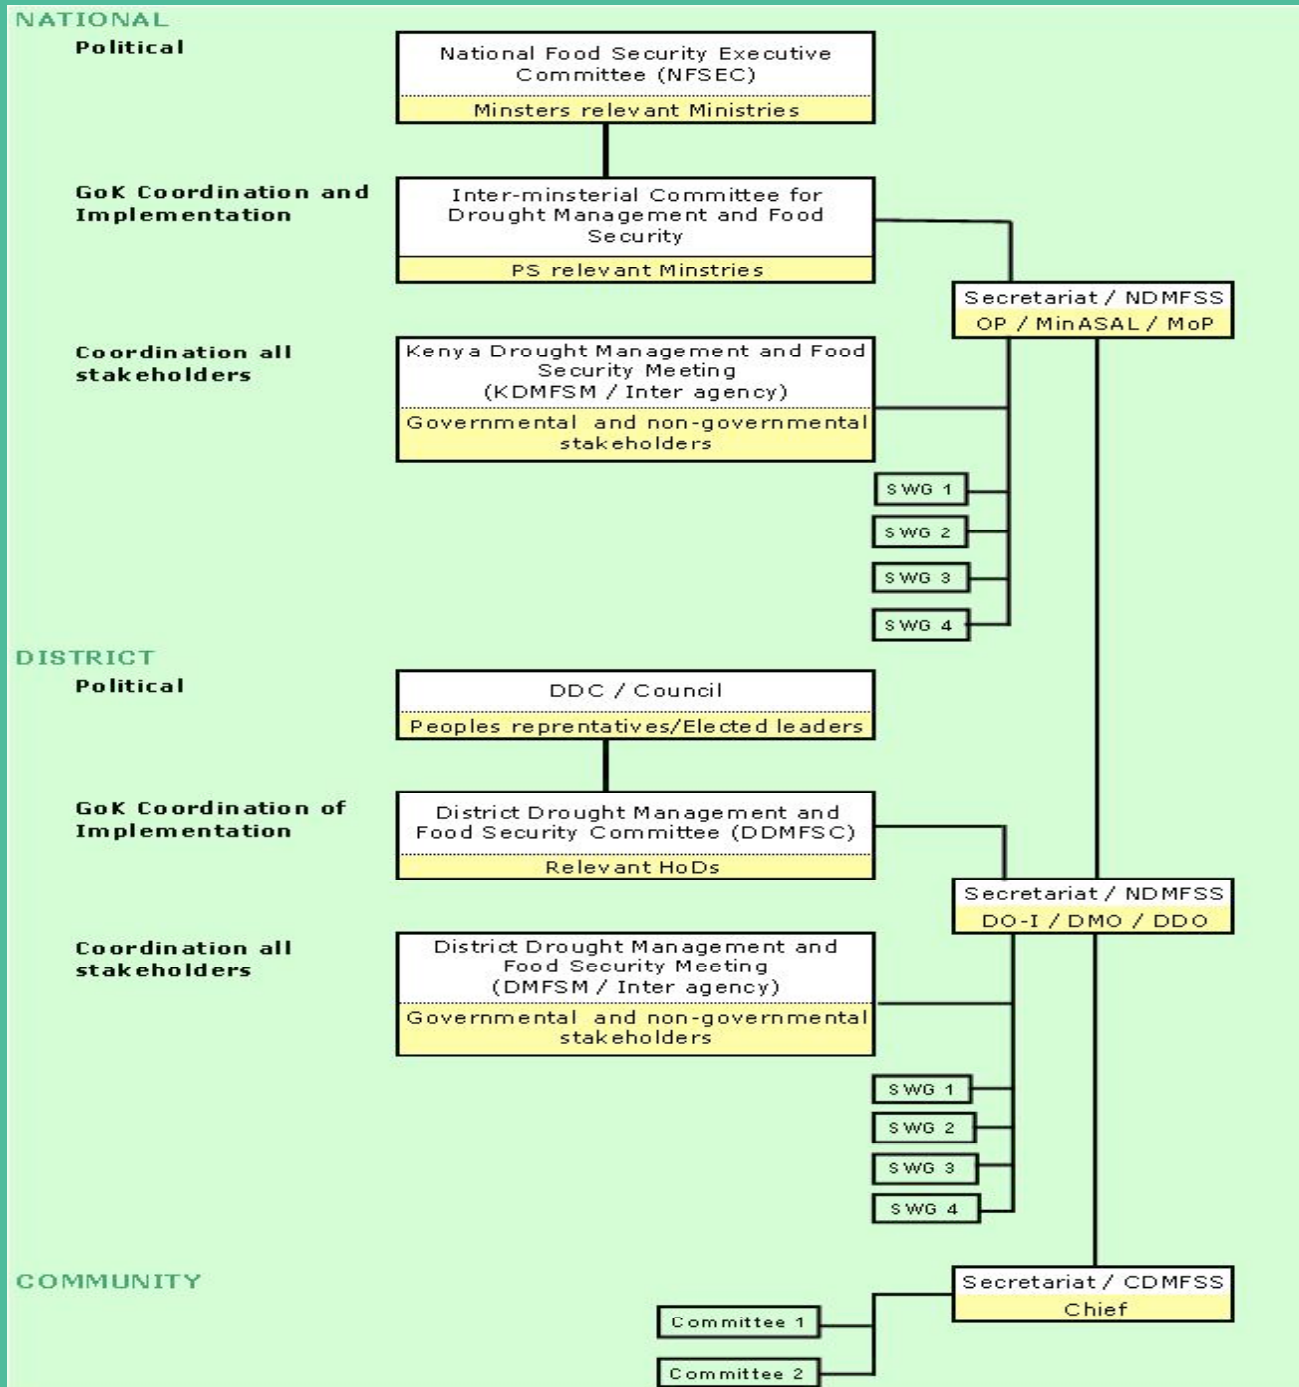 NATIONAL
Political
National Food Security Executive
Committee (NFSEC)
Minsters relevant Ministries
GoK Coordination and
Implementation
Inter-minsterial Committee for
Drought Management and Food
Security
PS relevant Minstries
Secretariat / NDMFSS
OP / MinASAL / MoP
Coordination all
stakeholders
Kenya Drought Management and Food
Security Meeting
(KDMFSM / Inter agency)
Governmental and non-governmental
stakeholders
SWG 1
SWG 2
SWG 3
SWG 4
DISTRICT
Political
DDC / Council
Peoples reprentatives/Elected leaders
GoK Coordination of
Implementation
District Drought Management and
Food Security Committee (DDMFSC)
Relevant HoDs
Secretariat / NDMFSS
DO-I / DMO / DDO
Coordination all
stakeholders
District Drought Management and
Food Security Meeting
(DMFSM / Inter agency)
Governmental and non-governmental
stakeholders
SWG 1
SWG 2
SWG 3
SWG 4
COMMUNITY
Secretariat / CDMFSS
Chief
Committee 1
Committee 2